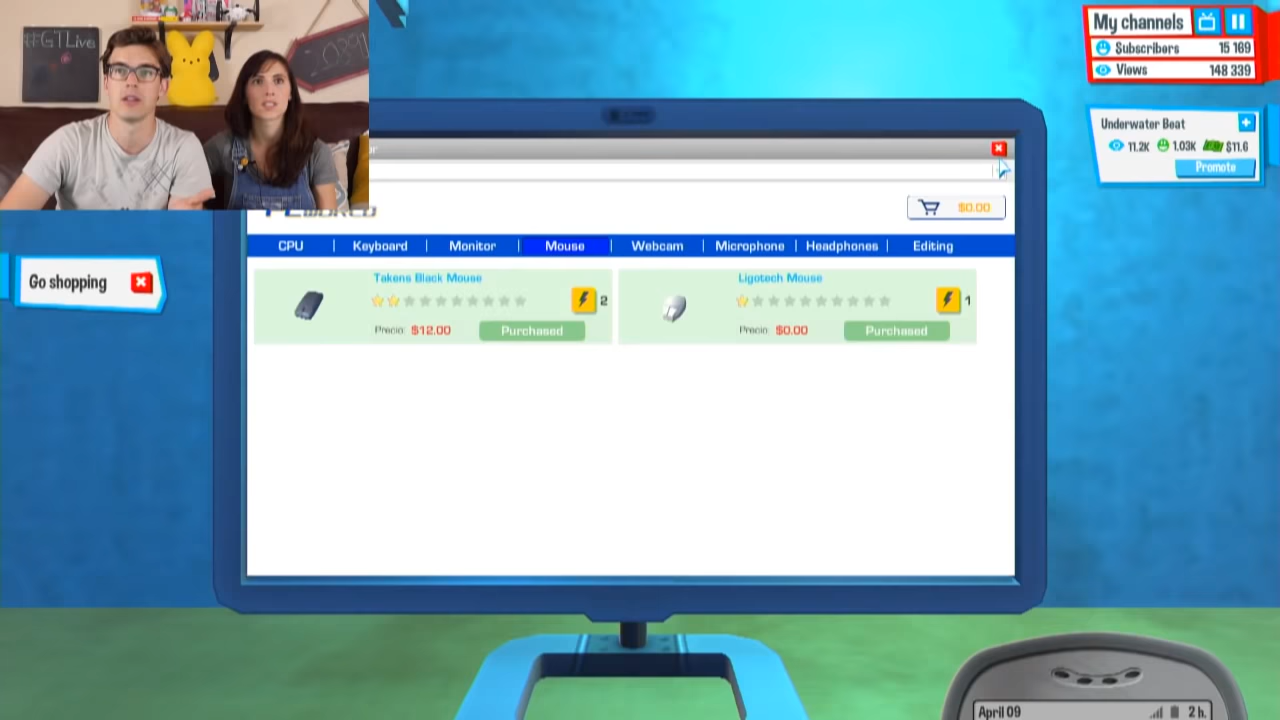 #GTLive
My channels
Subscribers 15 169
Views 148 339
Underwater Beat
11.2K 1.03K $11.6
Promote
$0.00
Go shopping
CPU | Keyboard | Monitor | Mouse | Webcam | Microphone | Headphones | Editing
Takens Black Mouse
2
Precio: $12.00 Purchased
Ligotech Mouse
1
Precio: $0.00 Purchased
April 09 2 h.